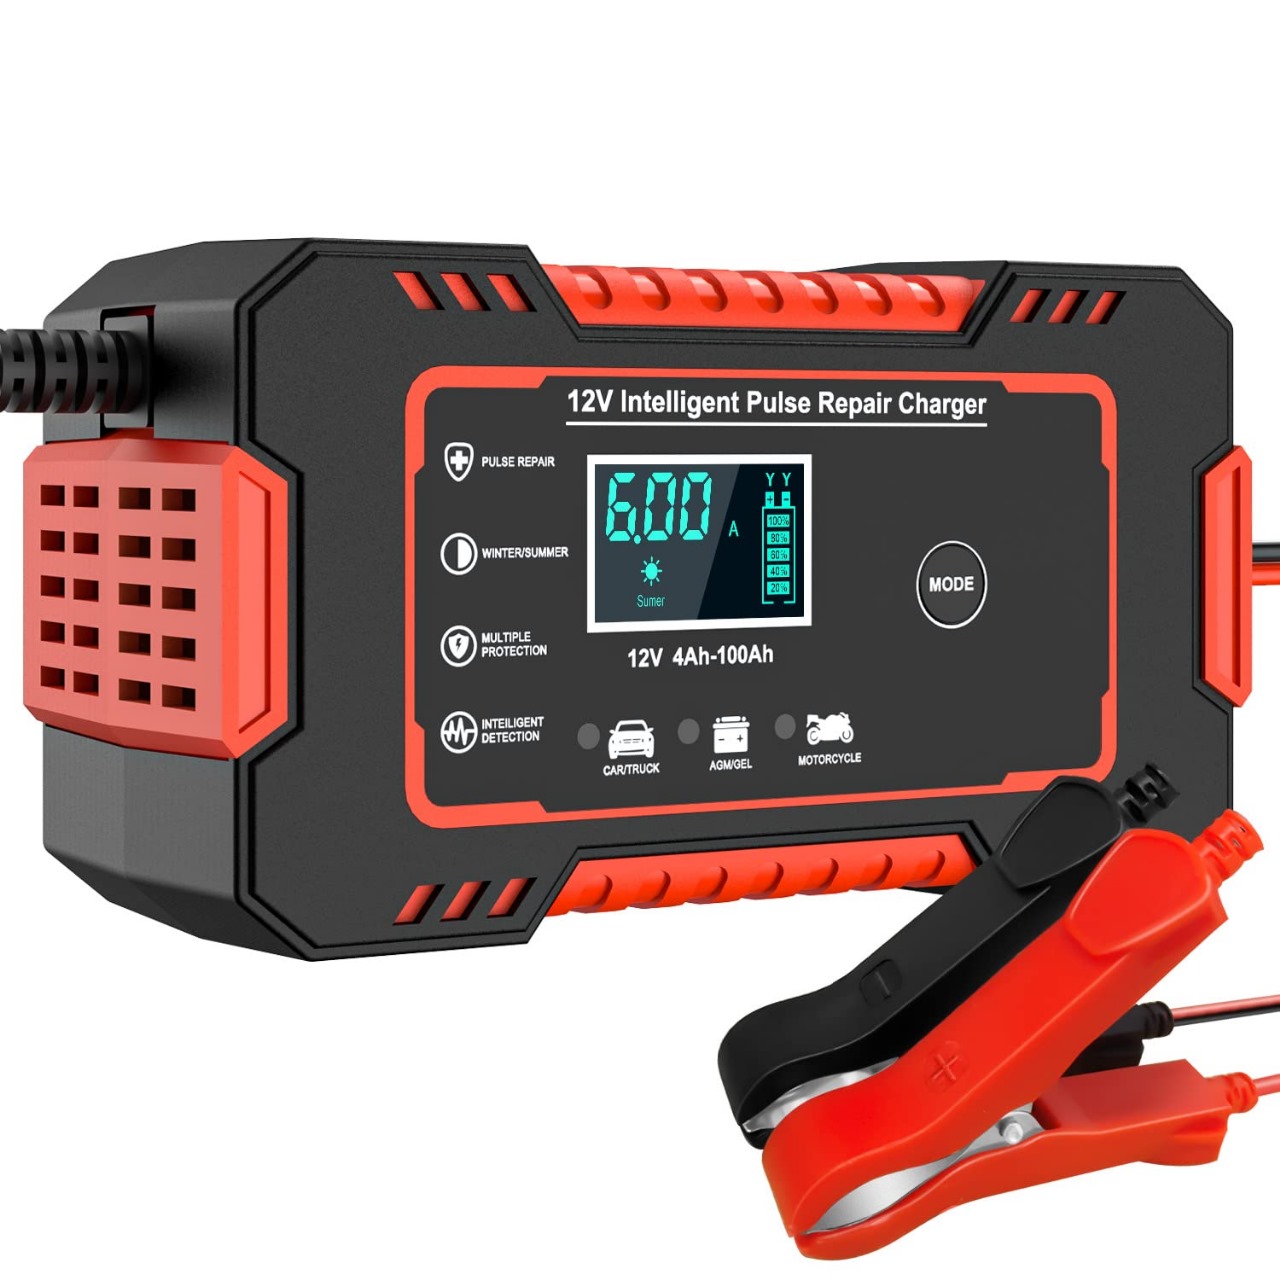 12V Intelligent Pulse Repair Charger
PULSE REPAIR
WINTER/SUMMER
MULTIPLE
PROTECTION
INTEILIGENT
DETECTION
6.00 A
Sumer
Y Y
+ -
100%
80%
60%
40%
20%
12V 4Ah-100Ah
MODE
CAR/TRUCK
AGM/GEL
MOTORCYCLE
- +